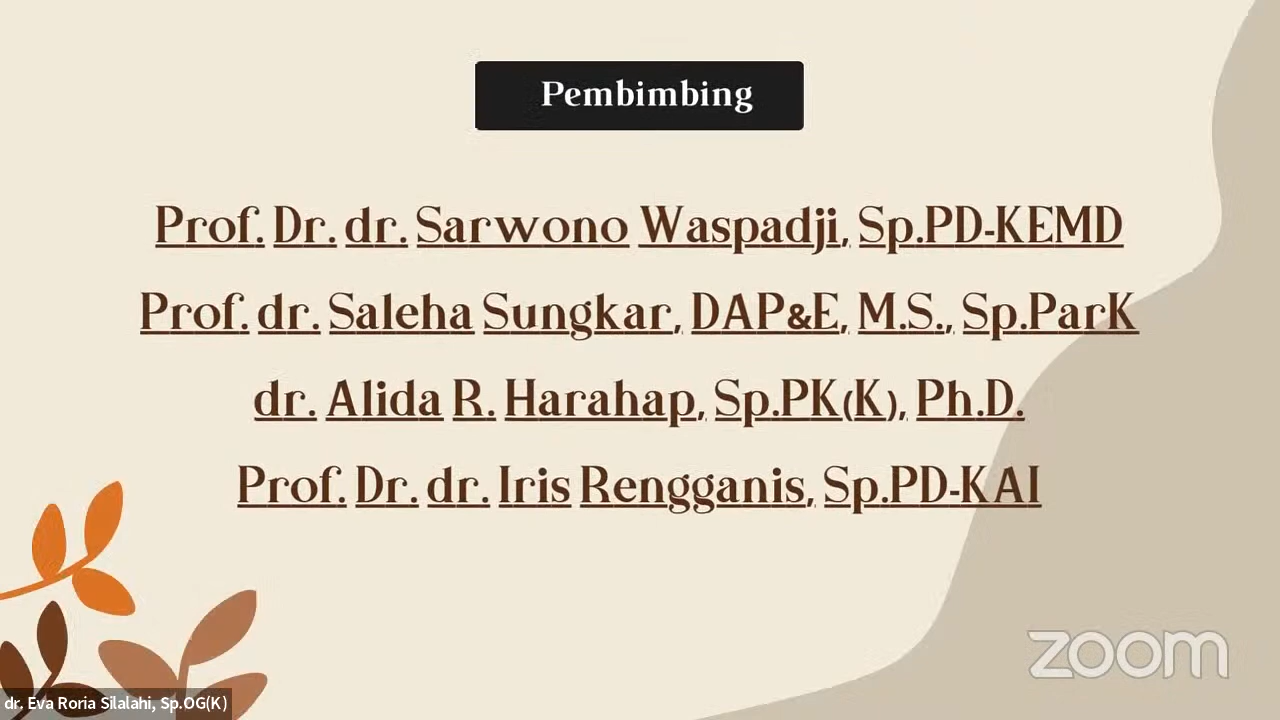 Pembimbing
Prof. Dr. dr. Sarwono Waspadji, Sp.PD-KEMD
Prof. dr. Saleha Sungkar, DAP&E, M.S., Sp.ParK
dr. Alida R. Harahap, Sp.PK(K), Ph.D.
Prof. Dr. dr. Iris Rengganis, Sp.PD-KAI
zoom
dr. Eva Roria Silalahi, Sp.OG(K)